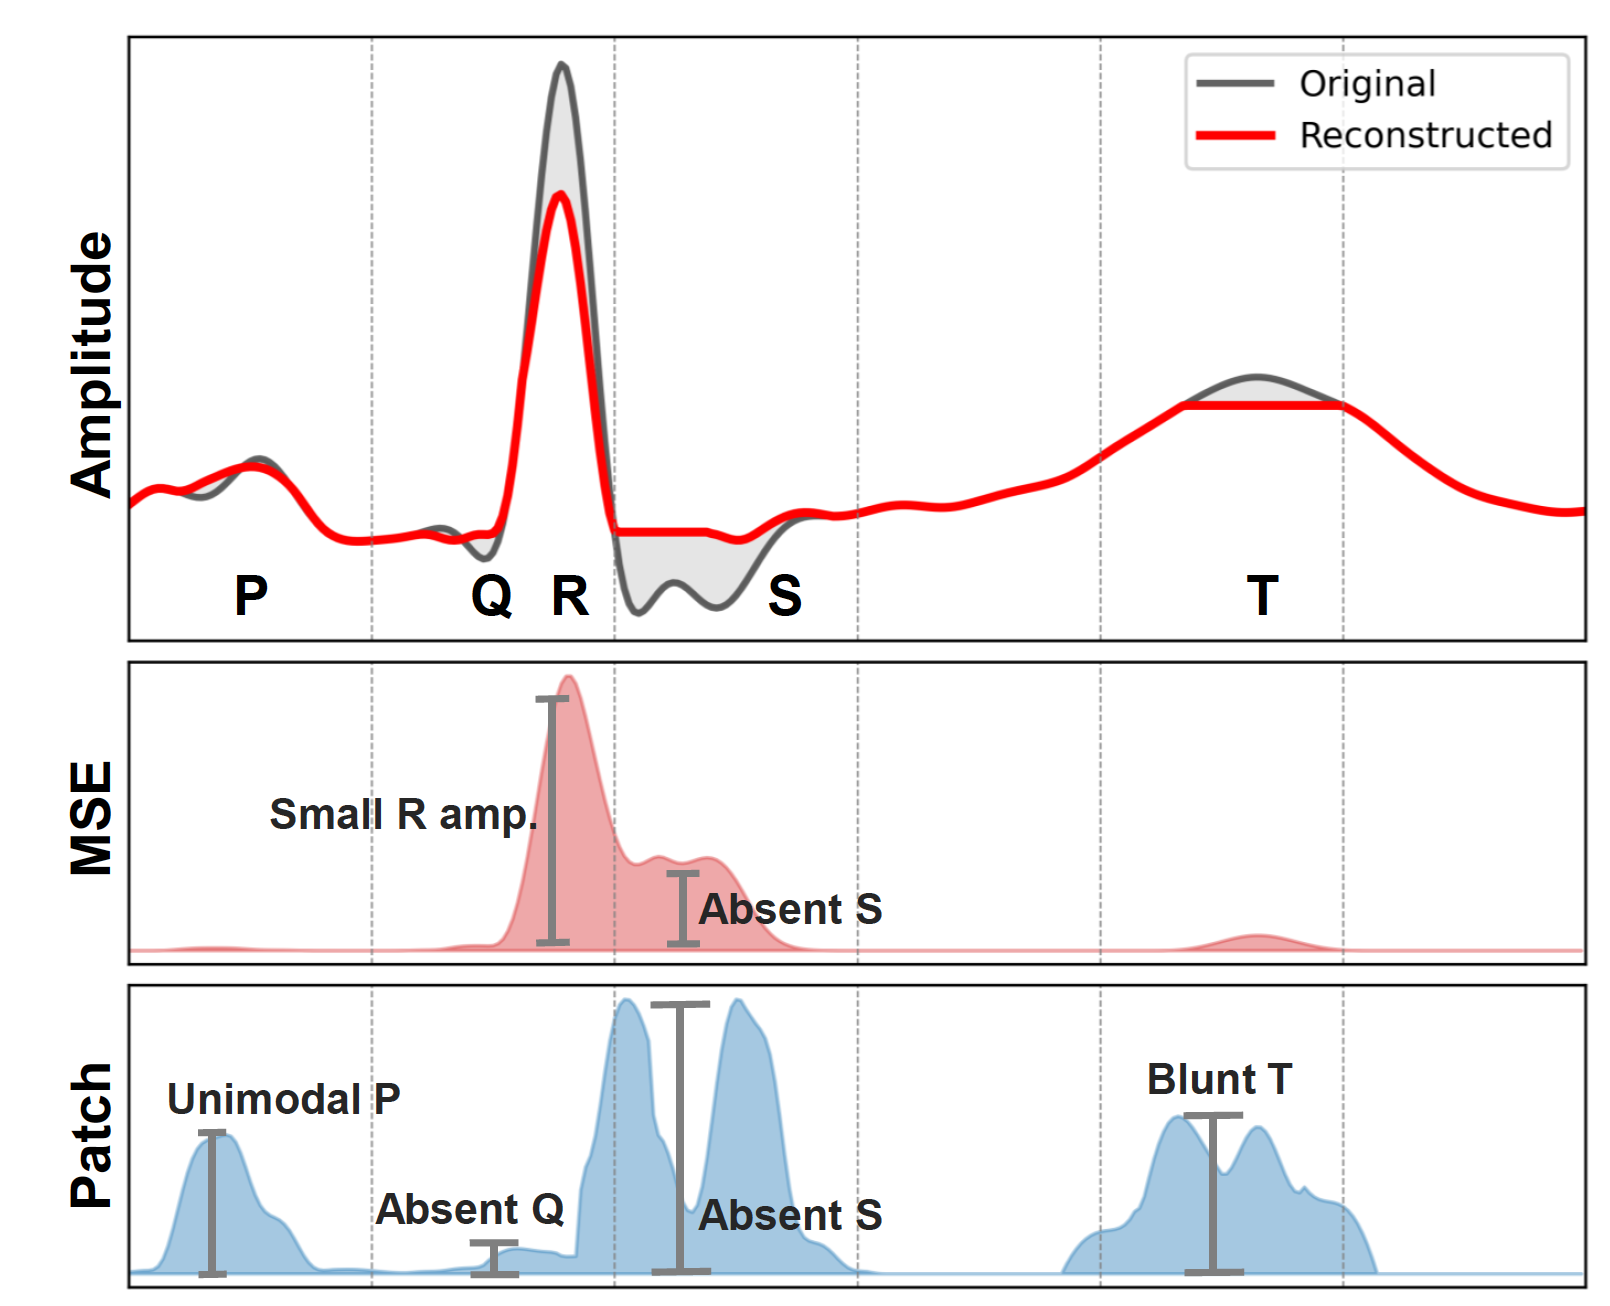 Amplitude
Original
Reconstructed
P
Q
R
S
T
MSE
Small R amp.
Absent S
Patch
Unimodal P
Absent Q
Absent S
Blunt T